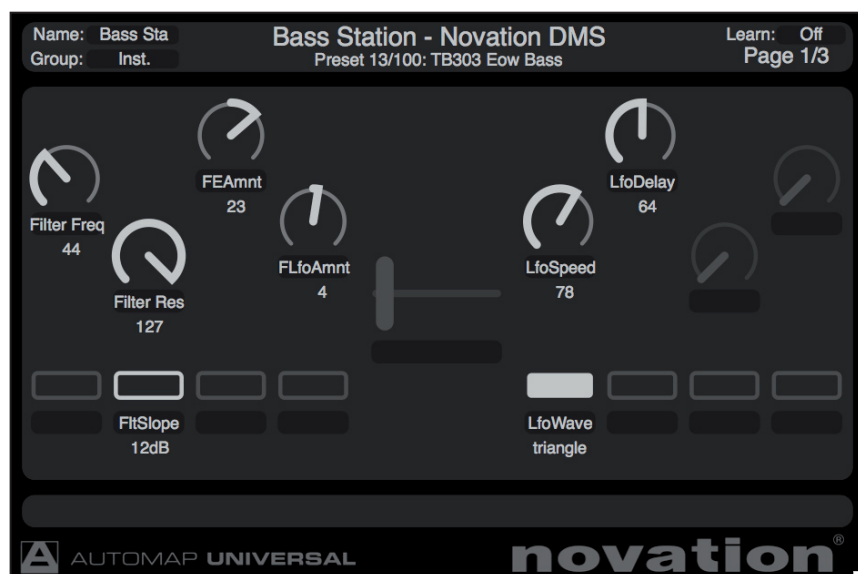 Name: Bass Sta
Group: Inst.
Bass Station - Novation DMS
Preset 13/100: TB303 Eow Bass
Learn: Off
Page 1/3
FEAmnt
23
LfoDelay
64
Filter Freq
44
FLfoAmnt
4
LfoSpeed
78
Filter Res
127
FltSlope
12dB
LfoWave
triangle
A AUTOMAP UNIVERSAL
novation®